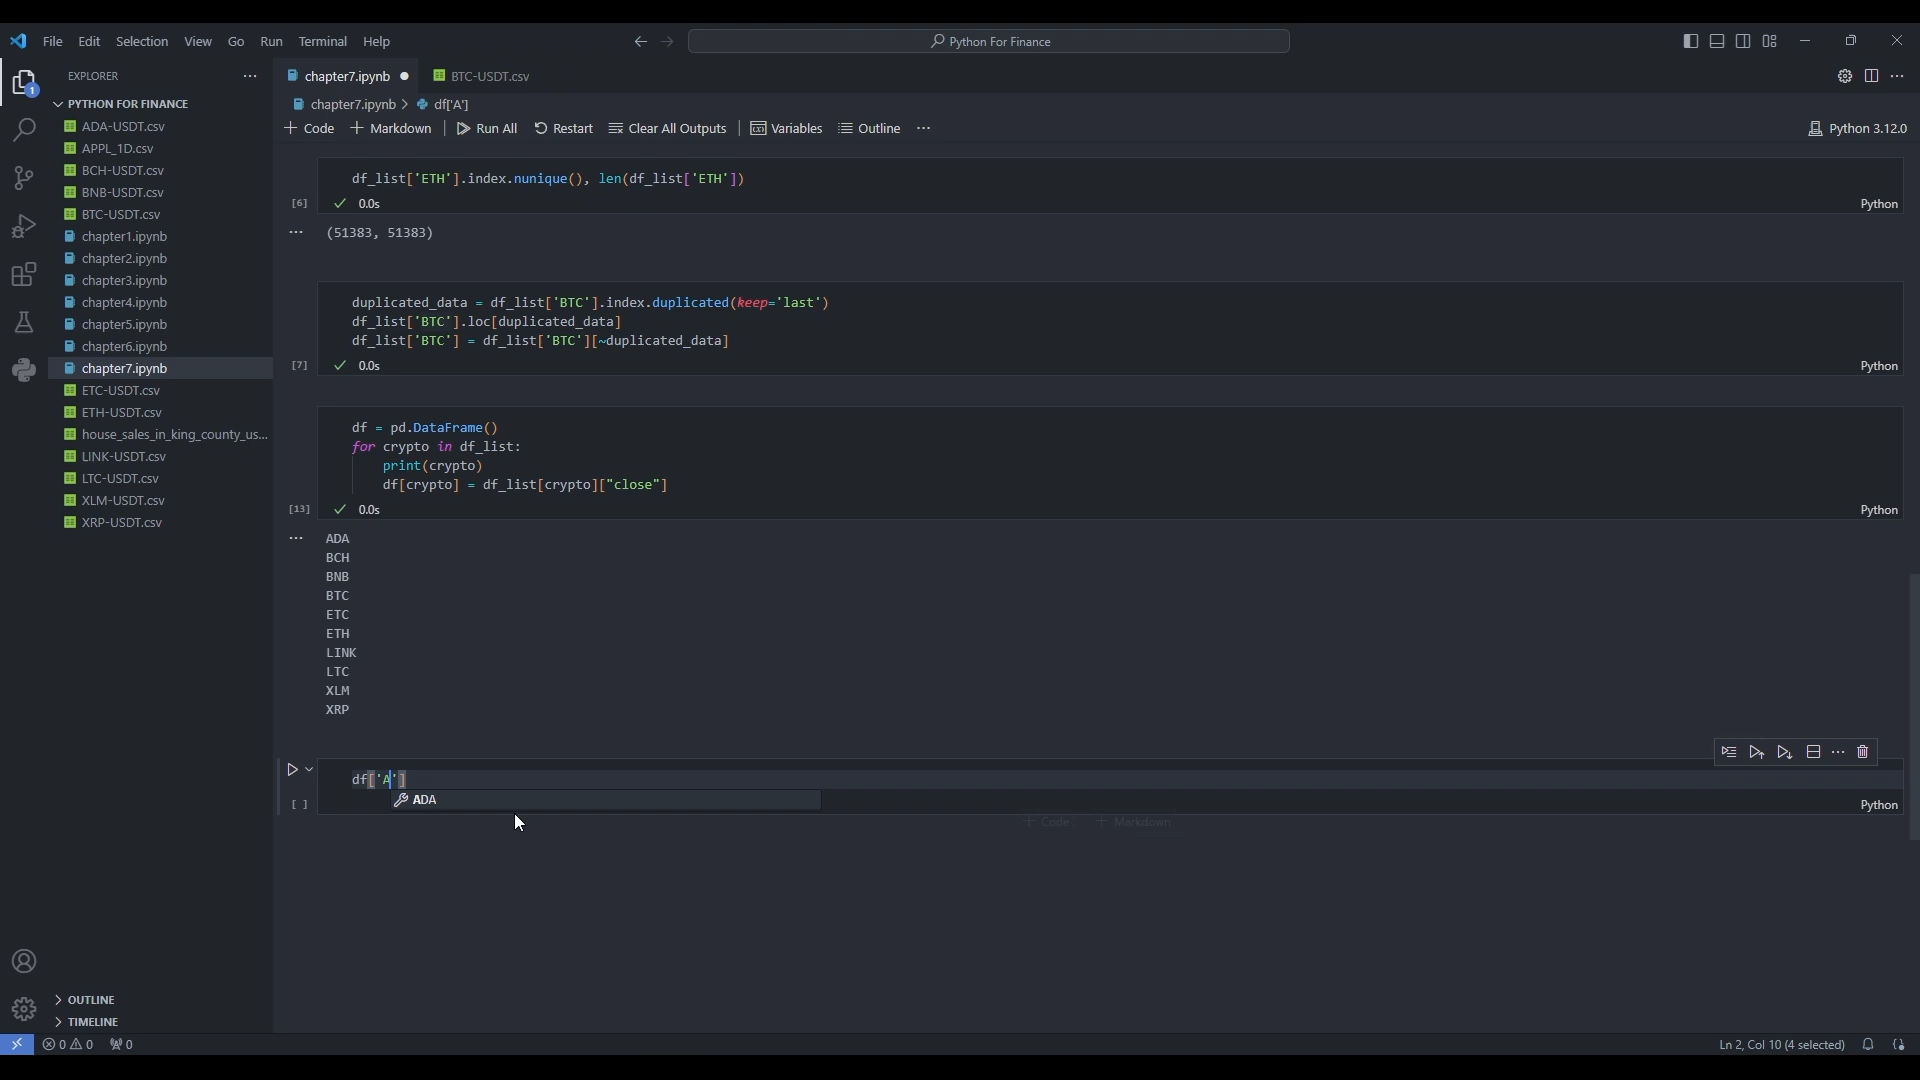 File Edit Selection View Go Run Terminal Help
Python For Finance
EXPLORER
chapter7.ipynb
BTC-USDT.csv
PYTHON FOR FINANCE
chapter7.ipynb > df['A']
+ Code + Markdown Run All Restart Clear All Outputs Variables Outline ...
Python 3.12.0
1
ADA-USDT.csv
APPL_1D.csv
BCH-USDT.csv
BNB-USDT.csv
BTC-USDT.csv
chapter1.ipynb
chapter2.ipynb
chapter3.ipynb
chapter4.ipynb
chapter5.ipynb
chapter6.ipynb
chapter7.ipynb
ETC-USDT.csv
ETH-USDT.csv
house_sales_in_king_county_us...
LINK-USDT.csv
LTC-USDT.csv
XLM-USDT.csv
XRP-USDT.csv
OUTLINE
TIMELINE
df_list['ETH'].index.nunique(), len(df_list['ETH'])
[6] 0.0s Python
(51383, 51383)
duplicated_data = df_list['BTC'].index.duplicated(keep='last')
df_list['BTC'].loc[duplicated_data]
df_list['BTC'] = df_list['BTC'][~duplicated_data]
[7] 0.0s Python
df = pd.DataFrame()
for crypto in df_list:
print(crypto)
df[crypto] = df_list[crypto]["close"]
[13] 0.0s Python
ADA
BCH
BNB
BTC
ETC
ETH
LINK
LTC
XLM
XRP
df['A']
ADA
[ ] Python
+ Code + Markdown
0 0 0
Ln 2, Col 10 (4 selected)